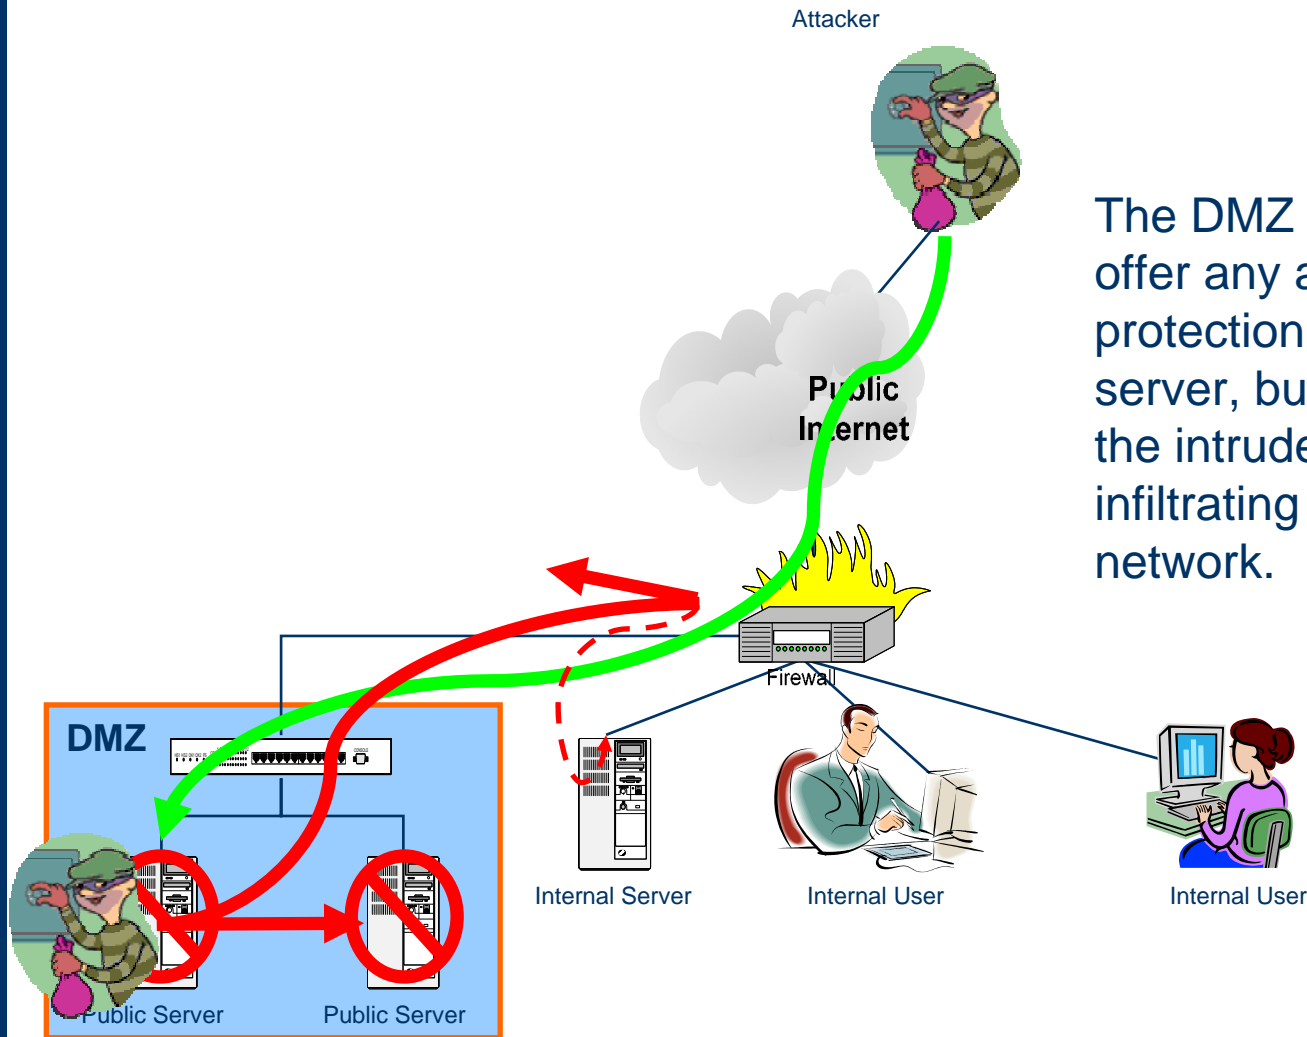 Attacker
The DMZ
offer any a
protection
server, bu
the intrude
infiltrating
network.
Public
Internet
Firewall
DMZ
CONSOLE
Internal Server
Internal User
Internal User
Public Server
Public Server